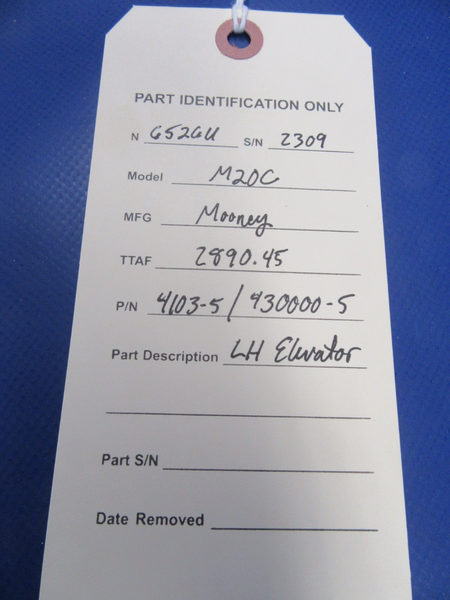 PART IDENTIFICATION ONLY
N 6526U S/N 2309
Model M20C
MFG Mooney
TTAF 2890.45
P/N 4103-5 / 430000-5
Part Description LH Elevator
Part S/N
Date Removed